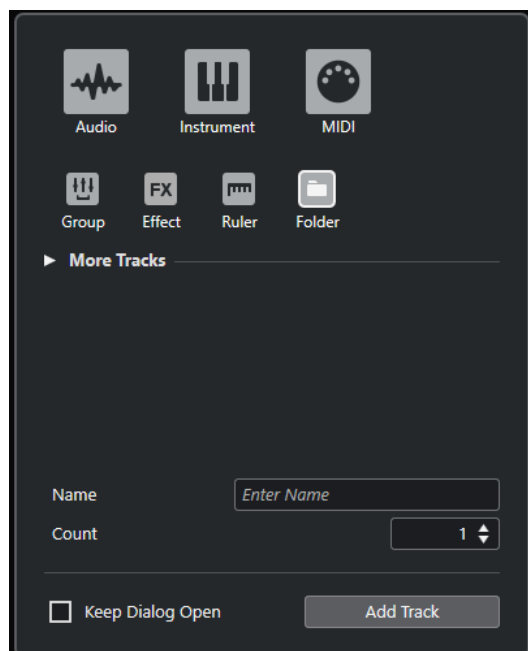 Audio Instrument MIDI
FX
Group Effect Ruler Folder
More Tracks
Name Enter Name
Count 1
Keep Dialog Open Add Track